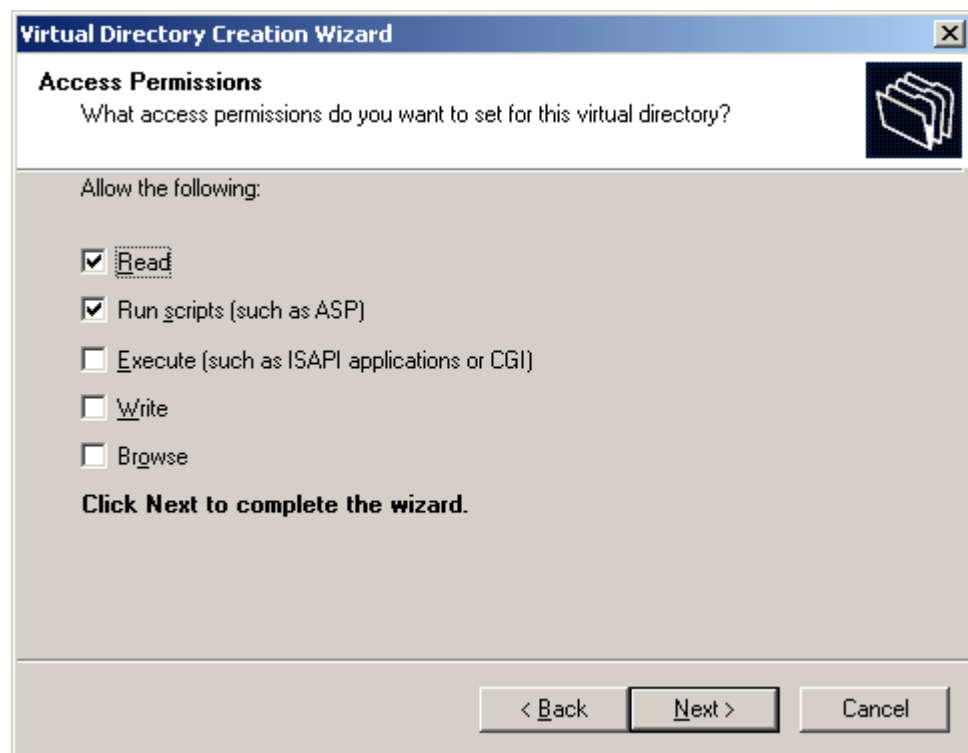 Virtual Directory Creation Wizard
Access Permissions
What access permissions do you want to set for this virtual directory?
Allow the following:
Read
Run scripts (such as ASP)
Execute (such as ISAPI applications or CGI)
Write
Browse
Click Next to complete the wizard.
< Back Next > Cancel